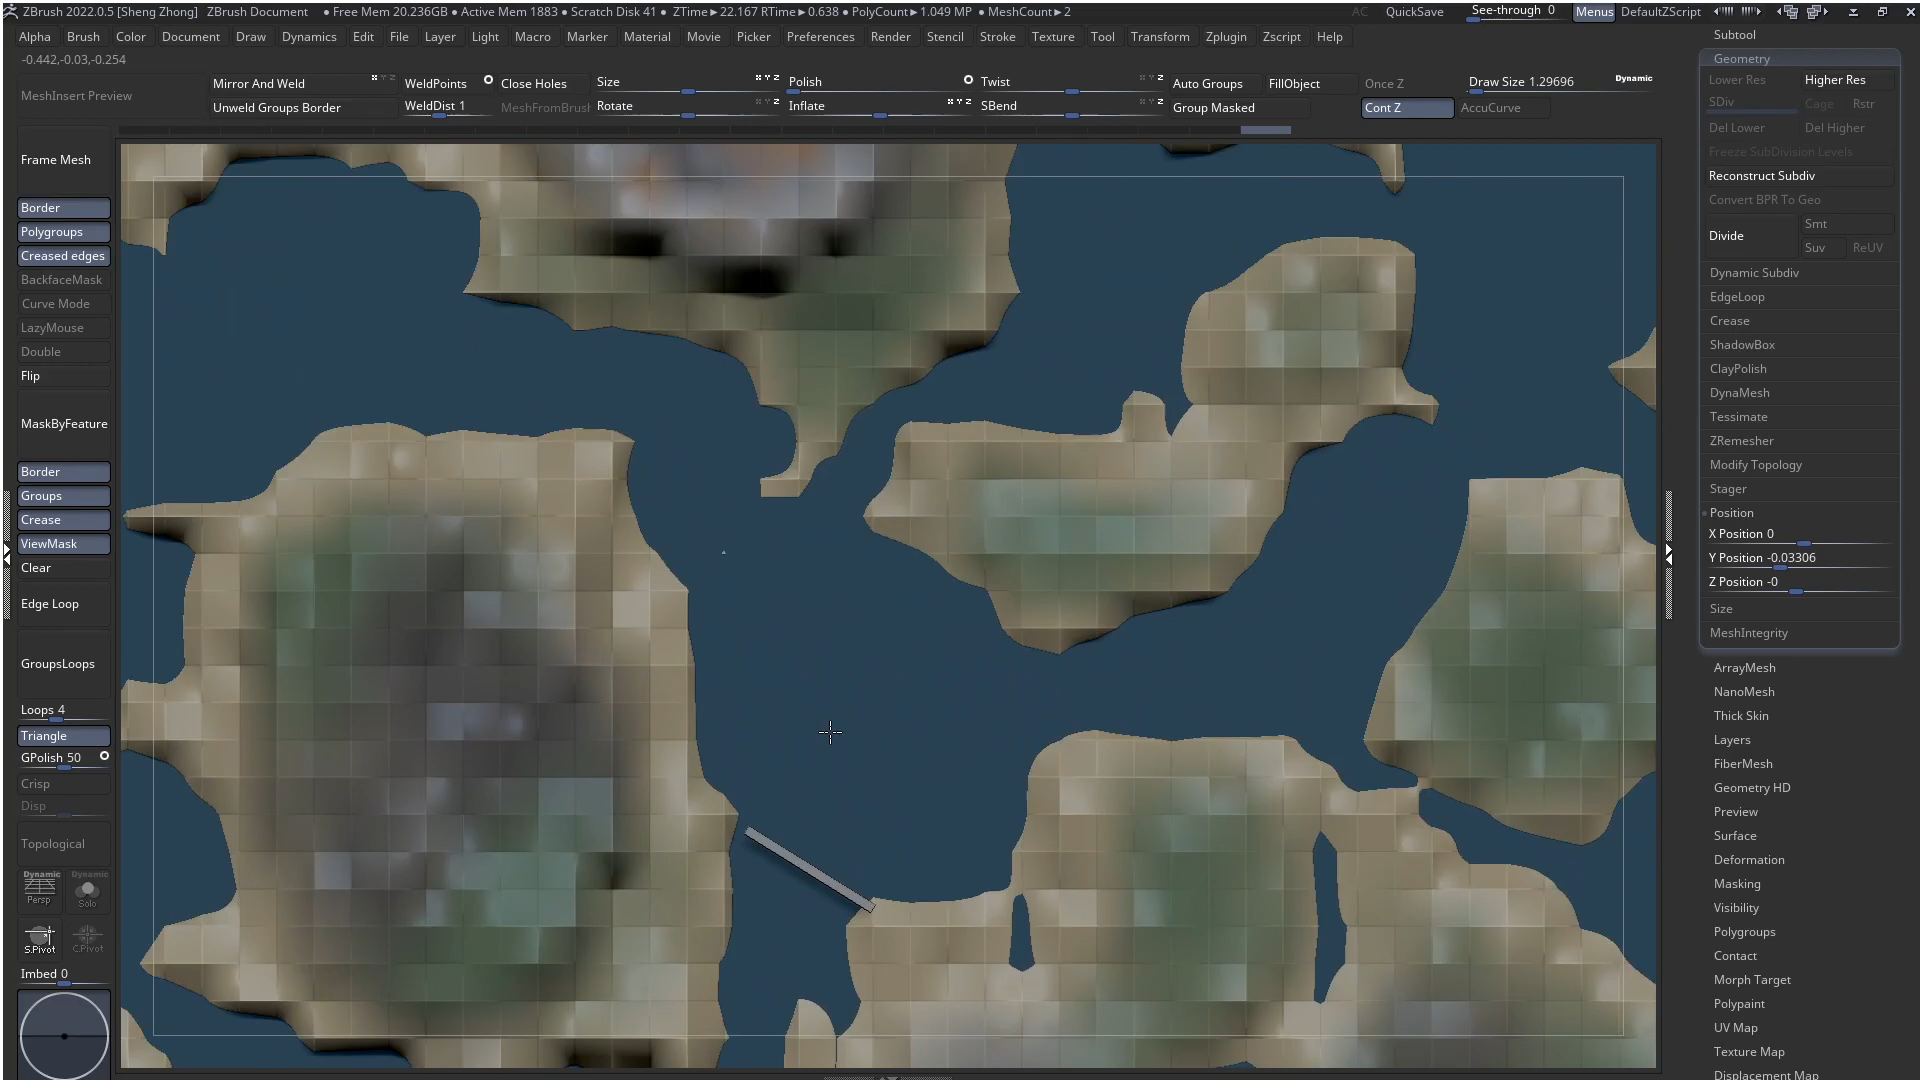 ZBrush 2022.0.5 [Sheng Zhong] ZBrush Document • Free Mem 20.236GB • Active Mem 1883 • Scratch Disk 41 • ZTime► 22.167 RTime► 0.638 • PolyCount► 1.049 MP • MeshCount► 2 AC QuickSave See-through 0 Menus DefaultZScript
Alpha Brush Color Document Draw Dynamics Edit File Layer Light Macro Marker Material Movie Picker Preferences Render Stencil Stroke Texture Tool Transform Zplugin Zscript Help
-0.442,-0.03,-0.254
MeshInsert Preview
Mirror And Weld WeldPoints Close Holes Size Polish Twist Auto Groups FillObject Once Z Draw Size 1.29696 Dynamic
Unweld Groups Border WeldDist 1 MeshFromBrush Rotate Inflate SBend Group Masked Cont Z AccuCurve
Frame Mesh
Border
Polygroups
Creased edges
BackfaceMask
Curve Mode
LazyMouse
Double
Flip
MaskByFeature
Border
Groups
Crease
ViewMask
Clear
Edge Loop
GroupsLoops
Loops 4
Triangle
GPolish 50
Crisp
Disp
Topological
Dynamic Dynamic
Persp Solo
S.Pivot C.Pivot
Imbed 0
Subtool
Geometry
Lower Res Higher Res
SDiv Cage Rstr
Del Lower Del Higher
Freeze SubDivision Levels
Reconstruct Subdiv
Convert BPR To Geo
Divide Smt
Suv ReUV
Dynamic Subdiv
EdgeLoop
Crease
ShadowBox
ClayPolish
DynaMesh
Tessimate
ZRemesher
Modify Topology
Stager
Position
X Position 0
Y Position -0.03306
Z Position -0
Size
MeshIntegrity
ArrayMesh
NanoMesh
Thick Skin
Layers
FiberMesh
Geometry HD
Preview
Surface
Deformation
Masking
Visibility
Polygroups
Contact
Morph Target
Polypaint
UV Map
Texture Map
Displacement Map